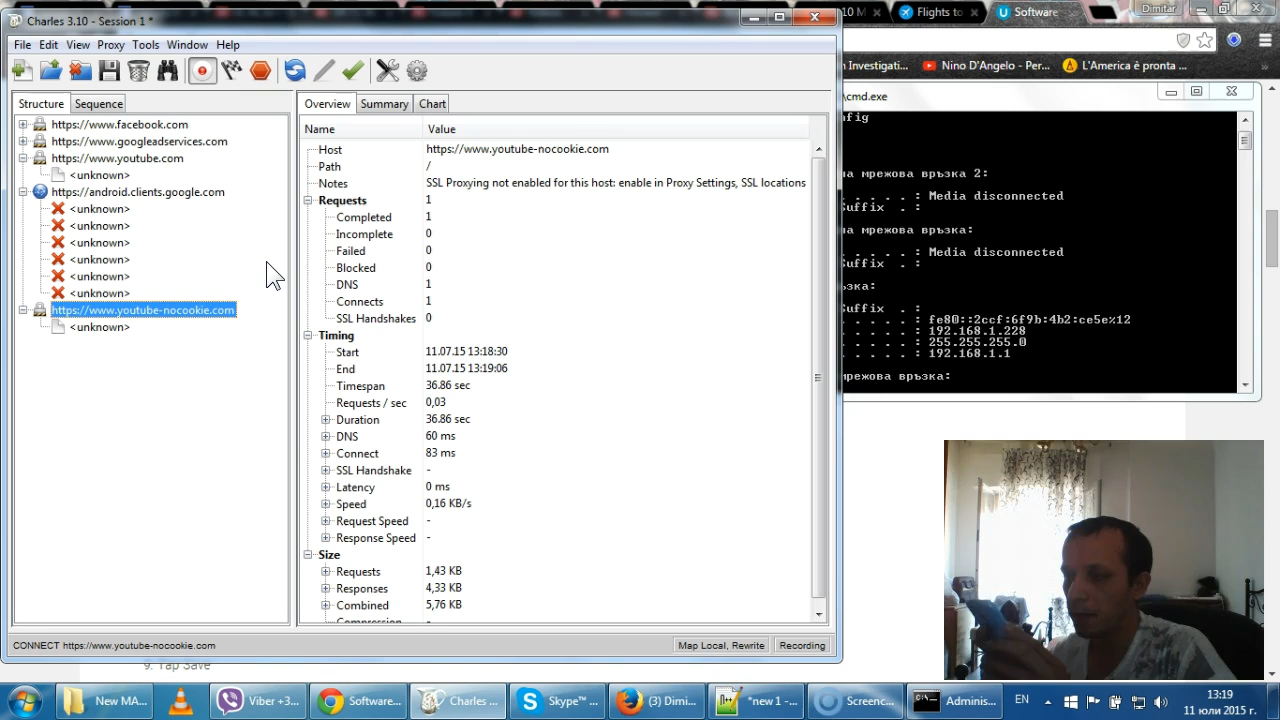 Charles 3.10 - Session 1 *
10 M
Flights to
Software
Dimitar
File Edit View Proxy Tools Window Help
n Investigati...
Nino D'Angelo - Per...
L'America è pronta ...
Structure Sequence
Overview Summary Chart
\cmd.exe
Name Value
https://www.facebook.com
https://www.googleadservices.com
https://www.youtube.com
<unknown>
https://android.clients.google.com
<unknown>
<unknown>
<unknown>
<unknown>
<unknown>
<unknown>
https://www.youtube-nocookie.com
<unknown>
Host https://www.youtube-nocookie.com
Path /
Notes SSL Proxying not enabled for this host: enable in Proxy Settings, SSL locations
Requests 1
Completed 1
Incomplete 0
Failed 0
Blocked 0
DNS 1
Connects 1
SSL Handshakes 0
Timing
Start 11.07.15 13:18:30
End 11.07.15 13:19:06
Timespan 36.86 sec
Requests / sec 0,03
Duration 36.86 sec
DNS 60 ms
Connect 83 ms
SSL Handshake -
Latency 0 ms
Speed 0,16 KB/s
Request Speed -
Response Speed -
Size
Requests 1,43 KB
Responses 4,33 KB
Combined 5,76 KB
Compression -
nfig
на мрежова връзка 2:
. . . . . : Media disconnected
Suffix . :
на мрежова връзка:
. . . . . : Media disconnected
Suffix . :
ъзка:
Suffix . :
. . . . . : fe80::2ccf:6f9b:4b2:ce5e%12
. . . . . : 192.168.1.228
. . . . . : 255.255.255.0
. . . . . : 192.168.1.1
мрежова връзка:
CONNECT https://www.youtube-nocookie.com
Map Local, Rewrite
Recording
9. Tap Save
New MA...
Viber +3...
Software...
Charles ...
Skype™ ...
(3) Dimi...
*new 1 -...
Screenc...
Adminis...
EN
13:19
11 юли 2015 г.